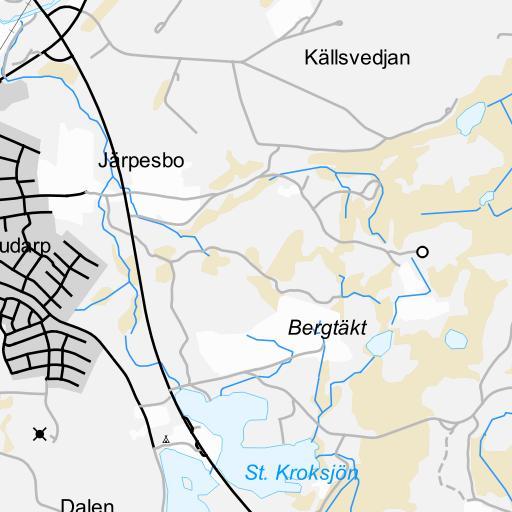 Källsvedjan
Järpesbo
udarp
Bergtäkt
St. Kroksjön
Dalen